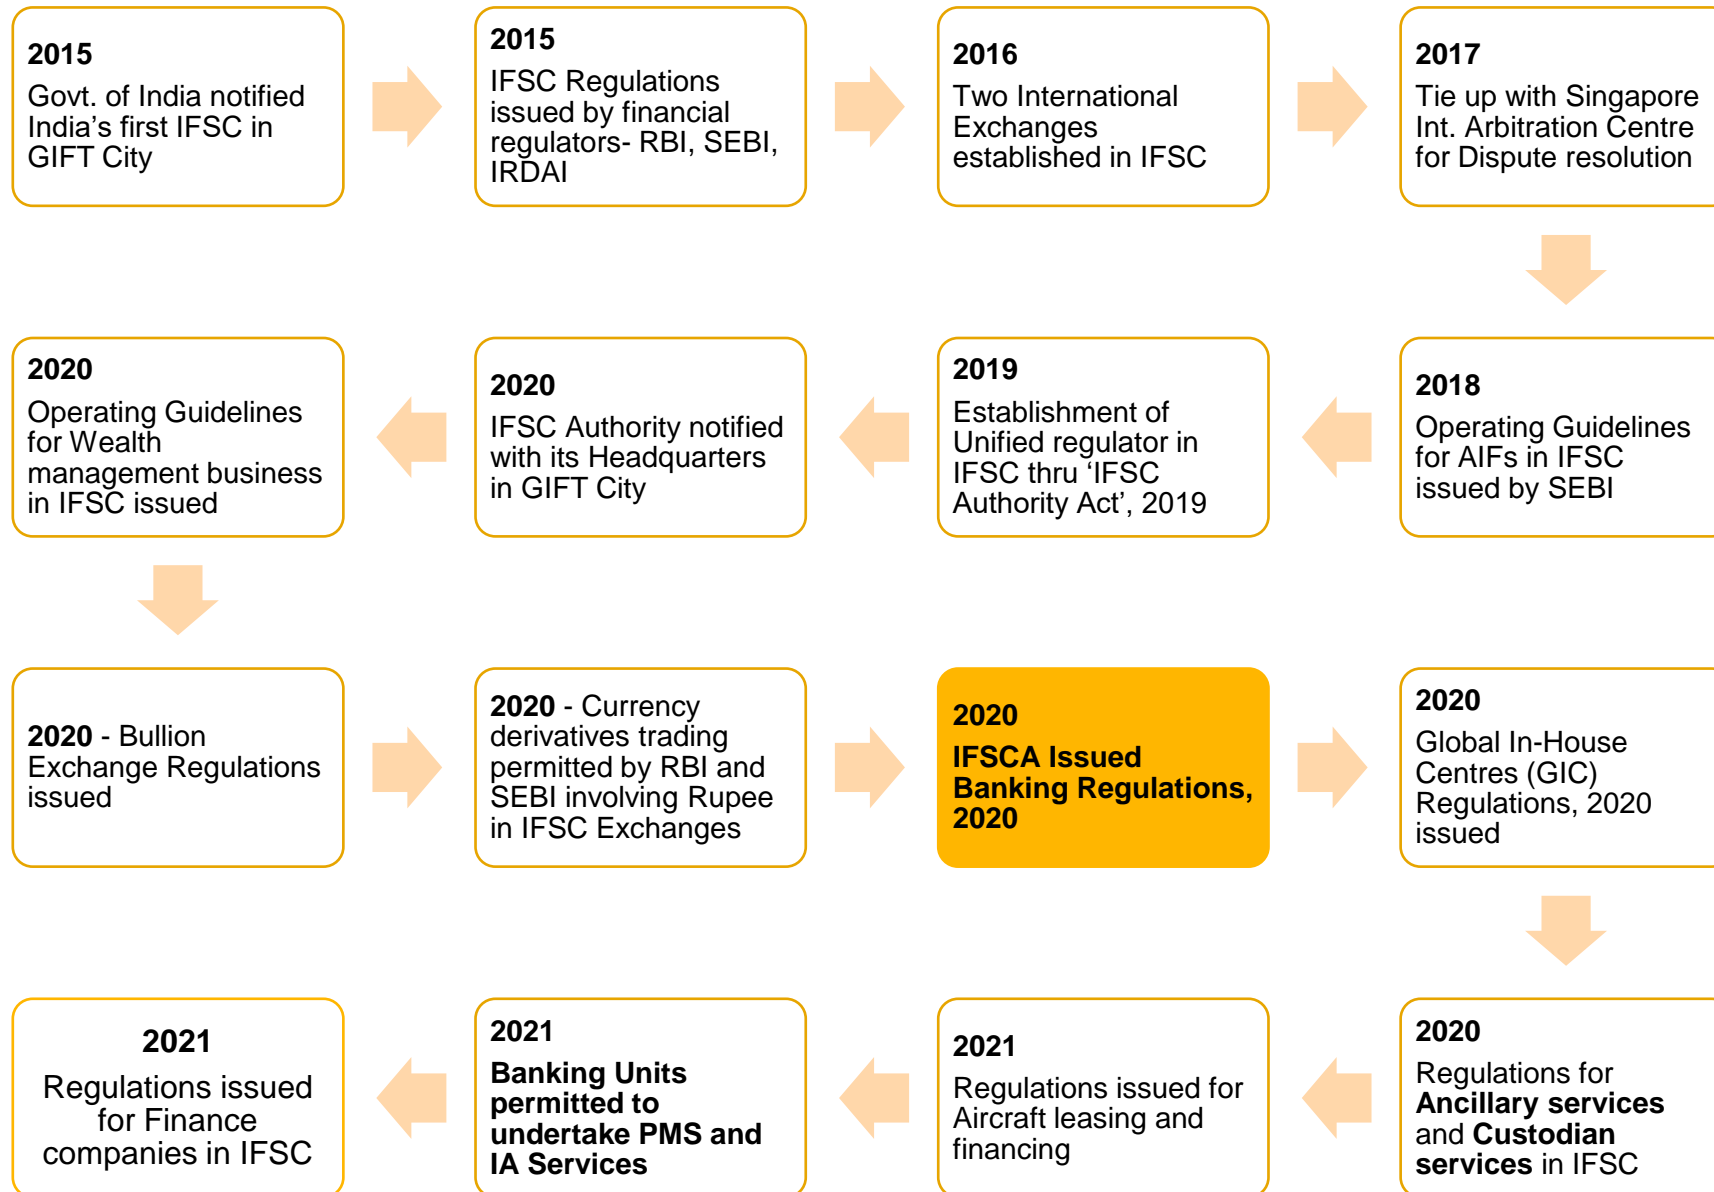 2015
Govt. of India notified
India’s first IFSC in
GIFT City
2015
IFSC Regulations
issued by financial
regulators- RBI, SEBI,
IRDAI
2016
Two International
Exchanges
established in IFSC
2017
Tie up with Singapore
Int. Arbitration Centre
for Dispute resolution
2018
Operating Guidelines
for AIFs in IFSC
issued by SEBI
2019
Establishment of
Unified regulator in
IFSC thru ‘IFSC
Authority Act’, 2019
2020
IFSC Authority notified
with its Headquarters
in GIFT City
2020
Operating Guidelines
for Wealth
management business
in IFSC issued
2020 - Bullion
Exchange Regulations
issued
2020 - Currency
derivatives trading
permitted by RBI and
SEBI involving Rupee
in IFSC Exchanges
2020
IFSCA Issued
Banking Regulations,
2020
2020
Global In-House
Centres (GIC)
Regulations, 2020
issued
2020
Regulations for
Ancillary services
and Custodian
services in IFSC
2021
Regulations issued for
Aircraft leasing and
financing
2021
Banking Units
permitted to
undertake PMS and
IA Services
2021
Regulations issued
for Finance
companies in IFSC